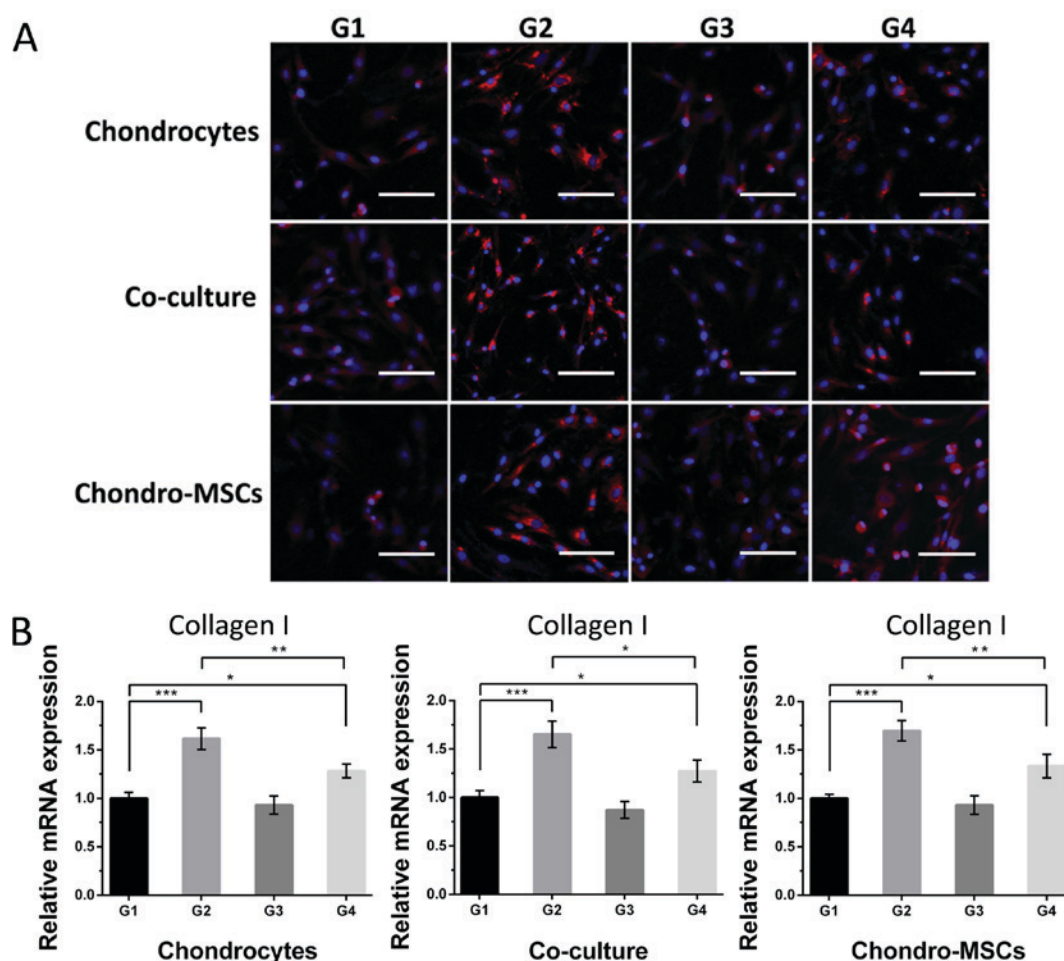 A
G1 G2 G3 G4
Chondrocytes
Co-culture
Chondro-MSCs
B
Collagen I
Relative mRNA expression
2.0
1.5
1.0
0.5
0.0
**
*
***
G1 G2 G3 G4
Chondrocytes
Collagen I
Relative mRNA expression
2.0
1.5
1.0
0.5
0.0
*
*
***
G1 G2 G3 G4
Co-culture
Collagen I
Relative mRNA expression
2.0
1.5
1.0
0.5
0.0
**
*
***
G1 G2 G3 G4
Chondro-MSCs